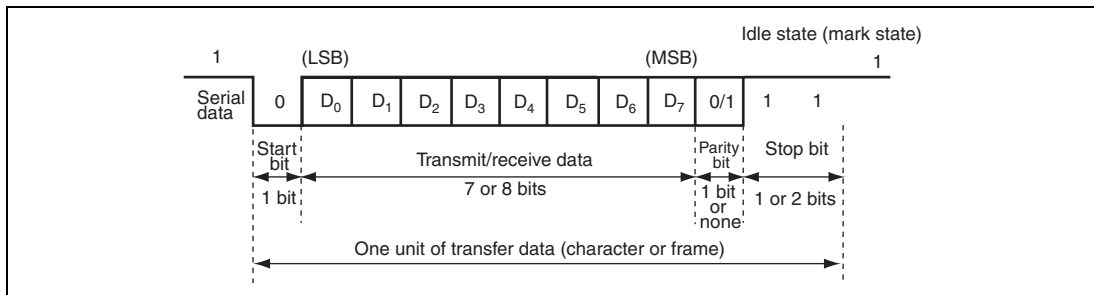 Idle state (mark state)
1 (LSB) (MSB) 1
Serial data 0 D0 D1 D2 D3 D4 D5 D6 D7 0/1 1 1
Start bit
Transmit/receive data
Parity bit
Stop bit
1 bit
7 or 8 bits
1 bit or none
1 or 2 bits
One unit of transfer data (character or frame)